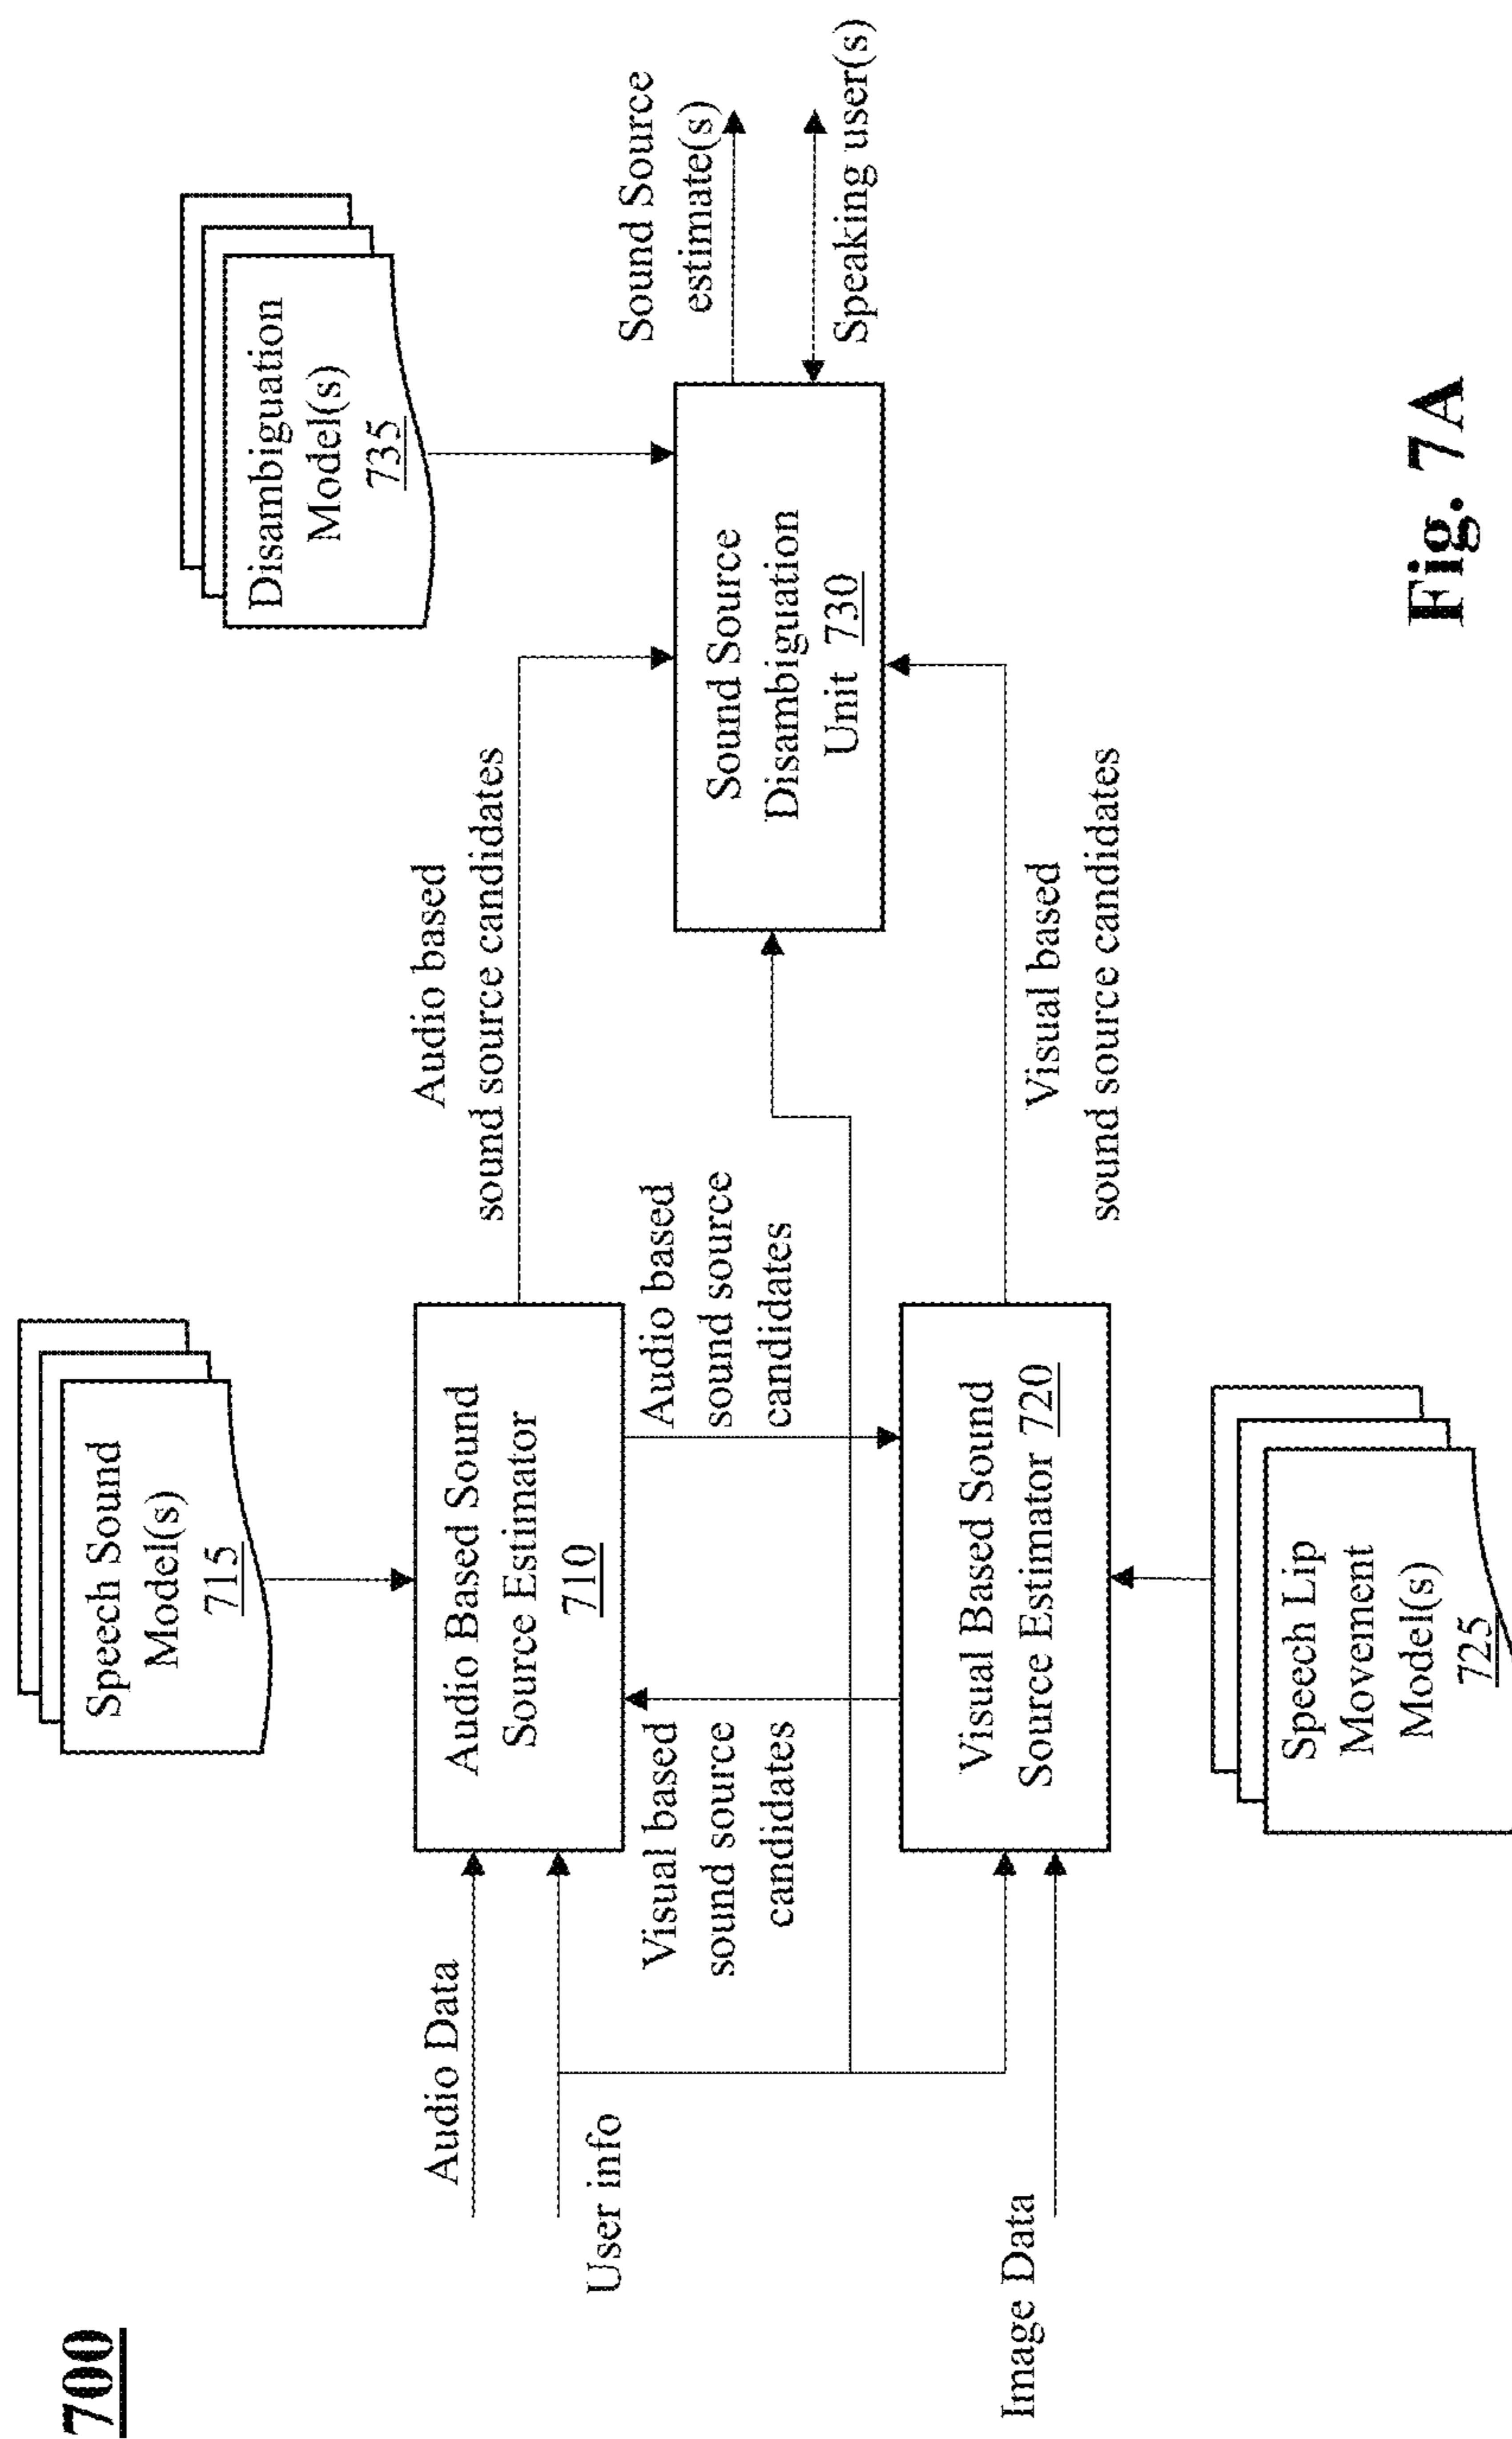 700
Speech Sound
Model(s)
715
Disambiguation
Model(s)
735
Audio Data
User info
Audio Based Sound
Source Estimator
710
Audio based
sound source candidates
Sound Source
estimate(s)
Speaking user(s)
Visual based
sound source
candidates
Audio based
sound source
candidates
Sound Source
Disambiguation
Unit 730
Image Data
Visual Based Sound
Source Estimator 720
Visual based
sound source candidates
Speech Lip
Movement
Model(s)
725
Fig. 7A